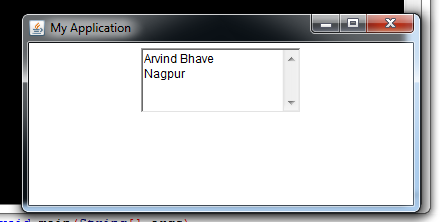 My Application
Arvind Bhave
Nagpur
void main(String[] args)